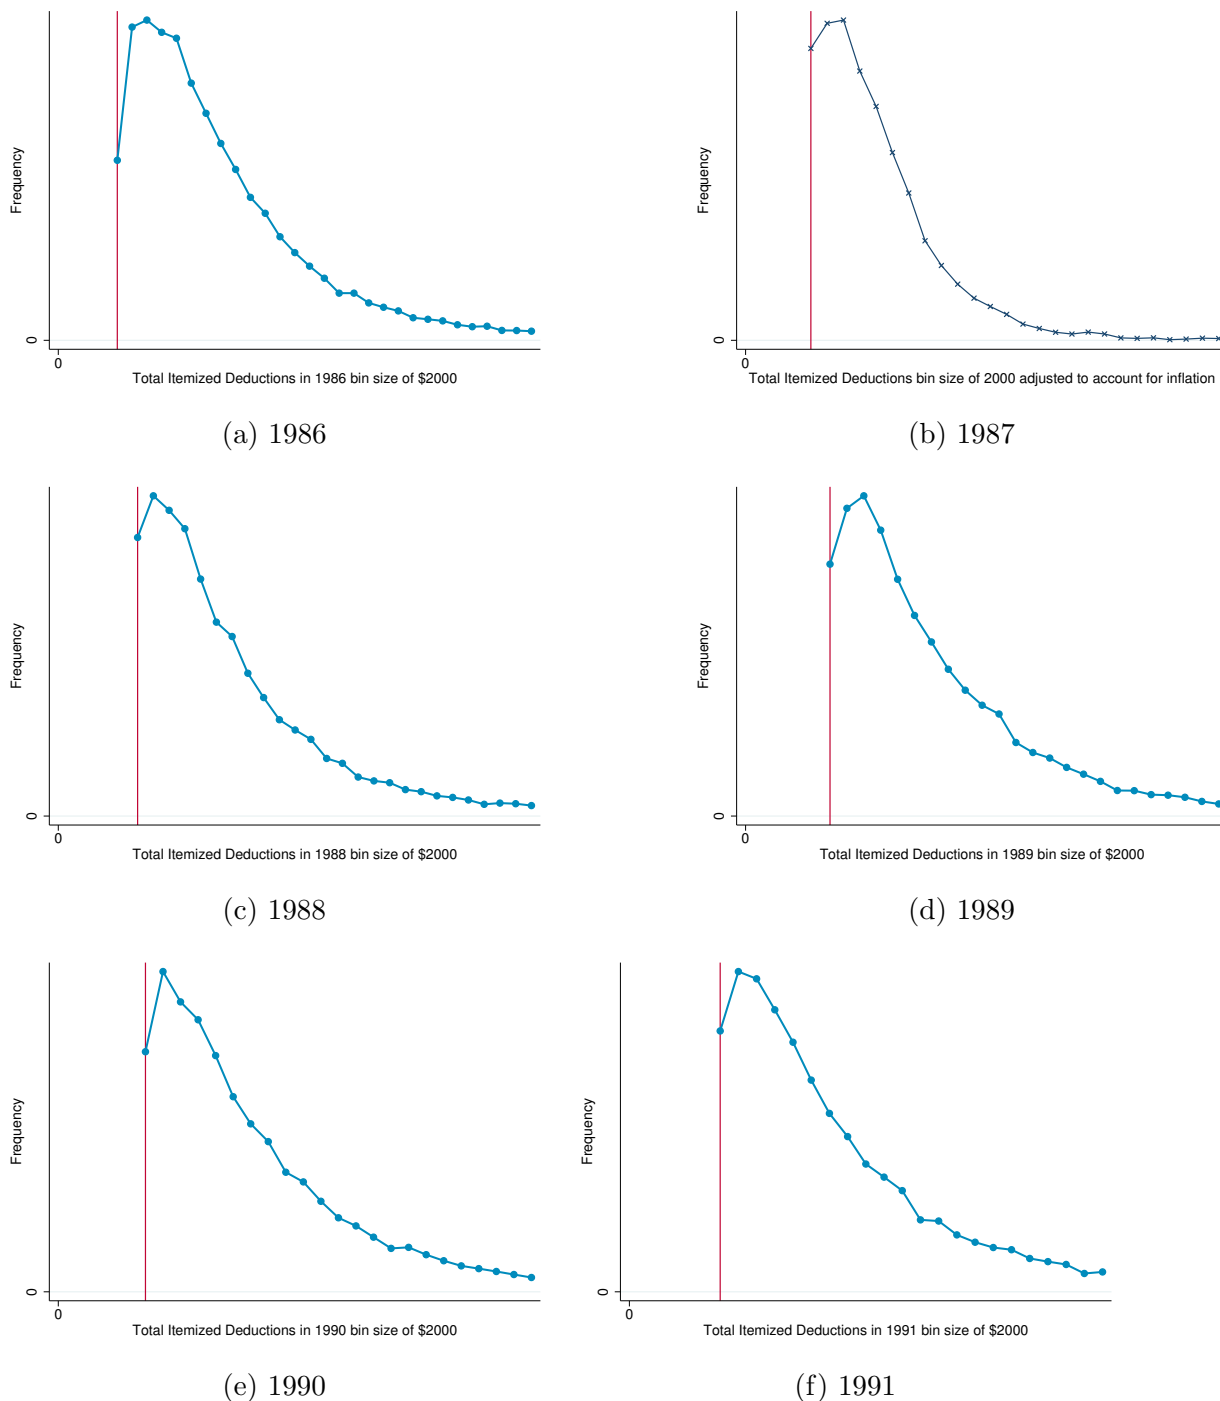 Frequency
0
0
Total Itemized Deductions in 1986 bin size of $2000
(a) 1986
Frequency
0
0
Total Itemized Deductions bin size of 2000 adjusted to account for inflation
(b) 1987
Frequency
0
0
Total Itemized Deductions in 1988 bin size of $2000
(c) 1988
Frequency
0
0
Total Itemized Deductions in 1989 bin size of $2000
(d) 1989
Frequency
0
0
Total Itemized Deductions in 1990 bin size of $2000
(e) 1990
Frequency
0
0
Total Itemized Deductions in 1991 bin size of $2000
(f) 1991